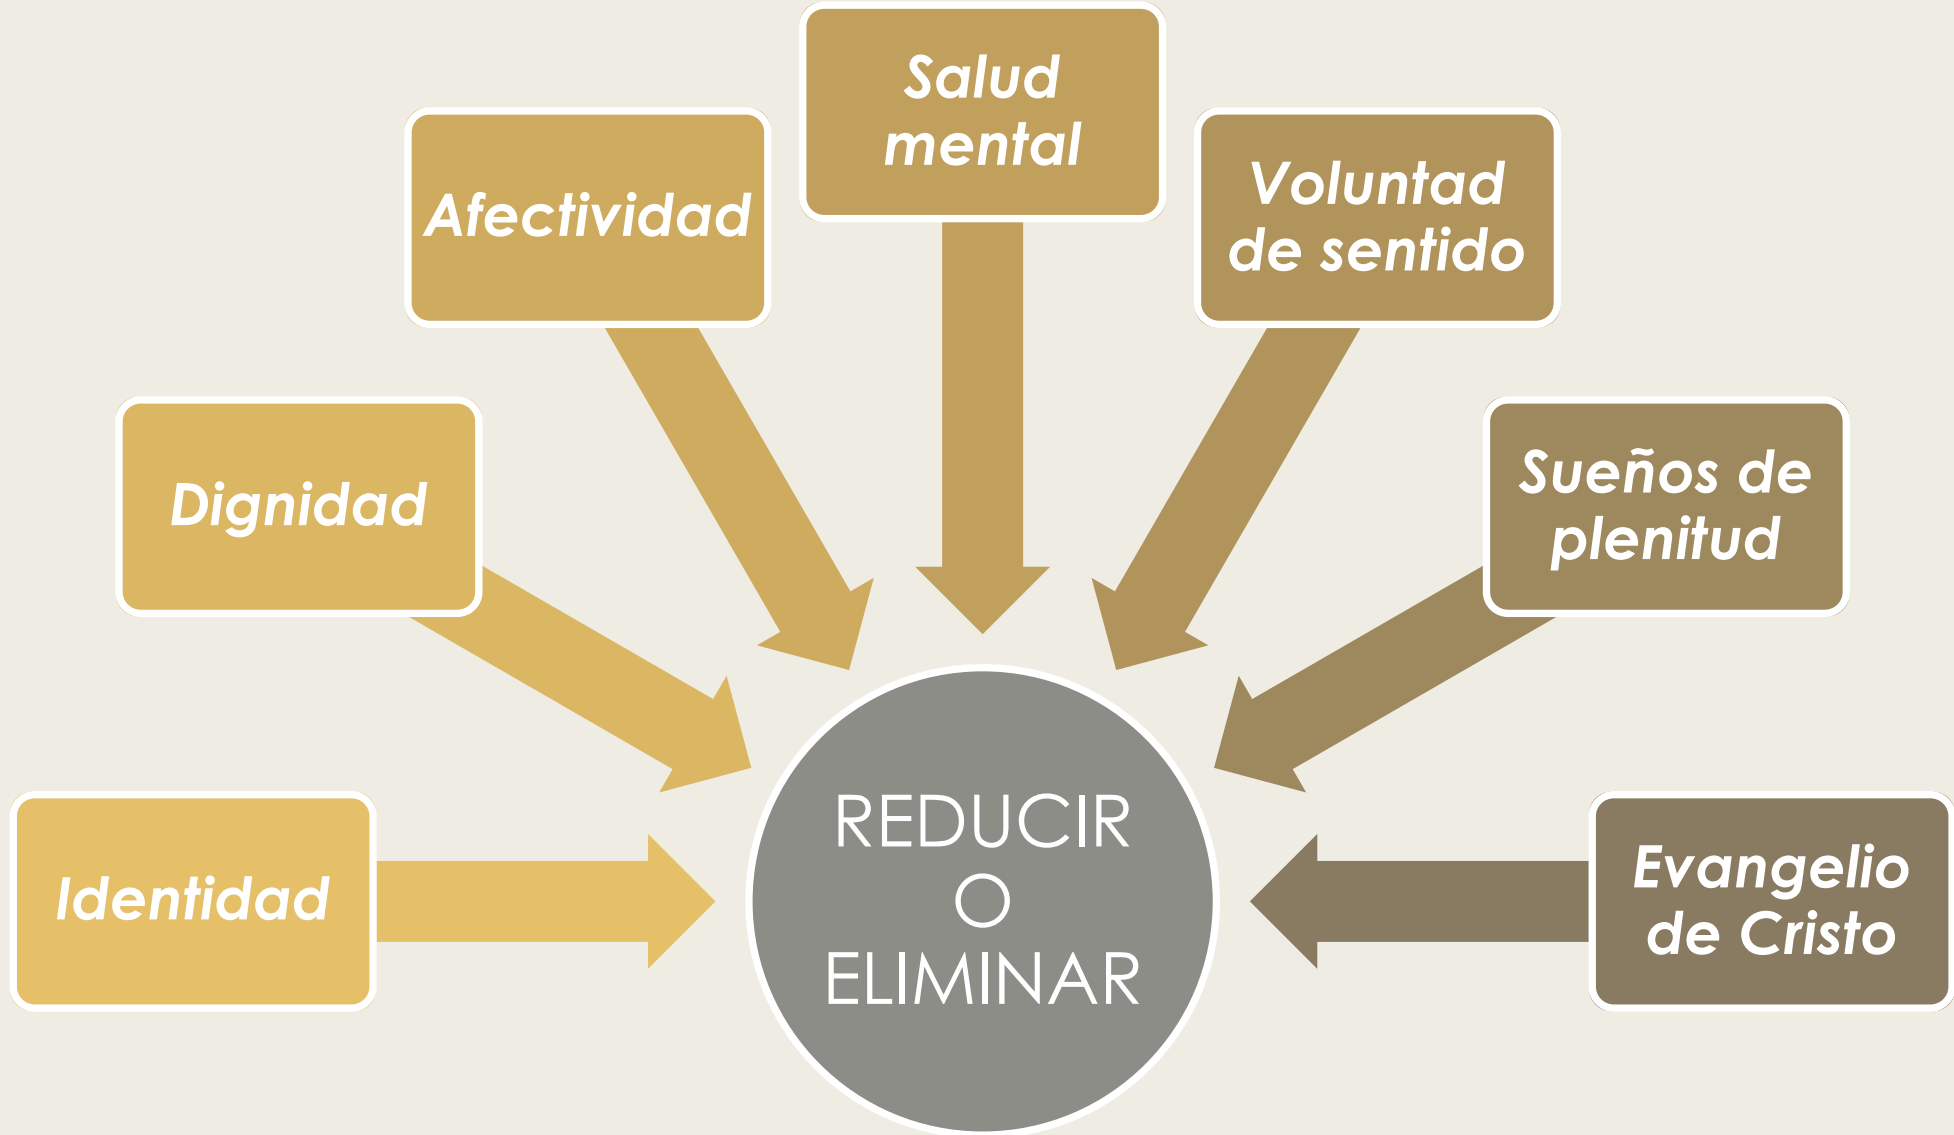 Salud
mental
Afectividad
Voluntad
de sentido
Dignidad
Sueños de
plenitud
Identidad
REDUCIR
O
ELIMINAR
Evangelio
de Cristo